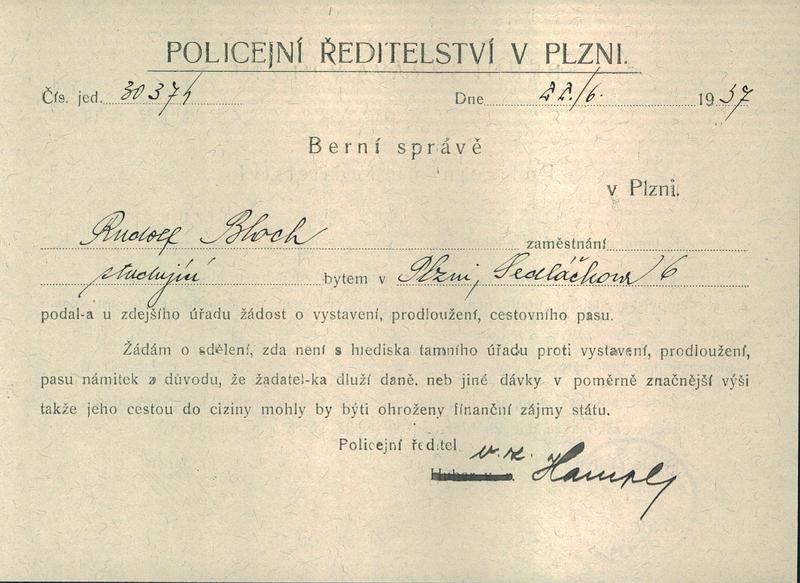 POLICEJNÍ ŘEDITELSTVÍ V PLZNI.
Čís. jed. 30371 Dne 22./6. 1937
Berní správě
v Plzni.
Rudolf Bloch zaměstnání
studující bytem v Plzni, Sedláčkova 6
podal-a u zdejšího úřadu žádost o vystavení, prodloužení, cestovního pasu.
Žádám o sdělení, zda není s hlediska tamního úřadu proti vystavení, prodloužení,
pasu námitek z důvodu, že žadatel-ka dluží daně, neb jiné dávky v poměrně značnější výši
takže jeho cestou do ciziny mohly by býti ohroženy finanční zájmy státu.
Policejní ředitel
v. z. Hampl